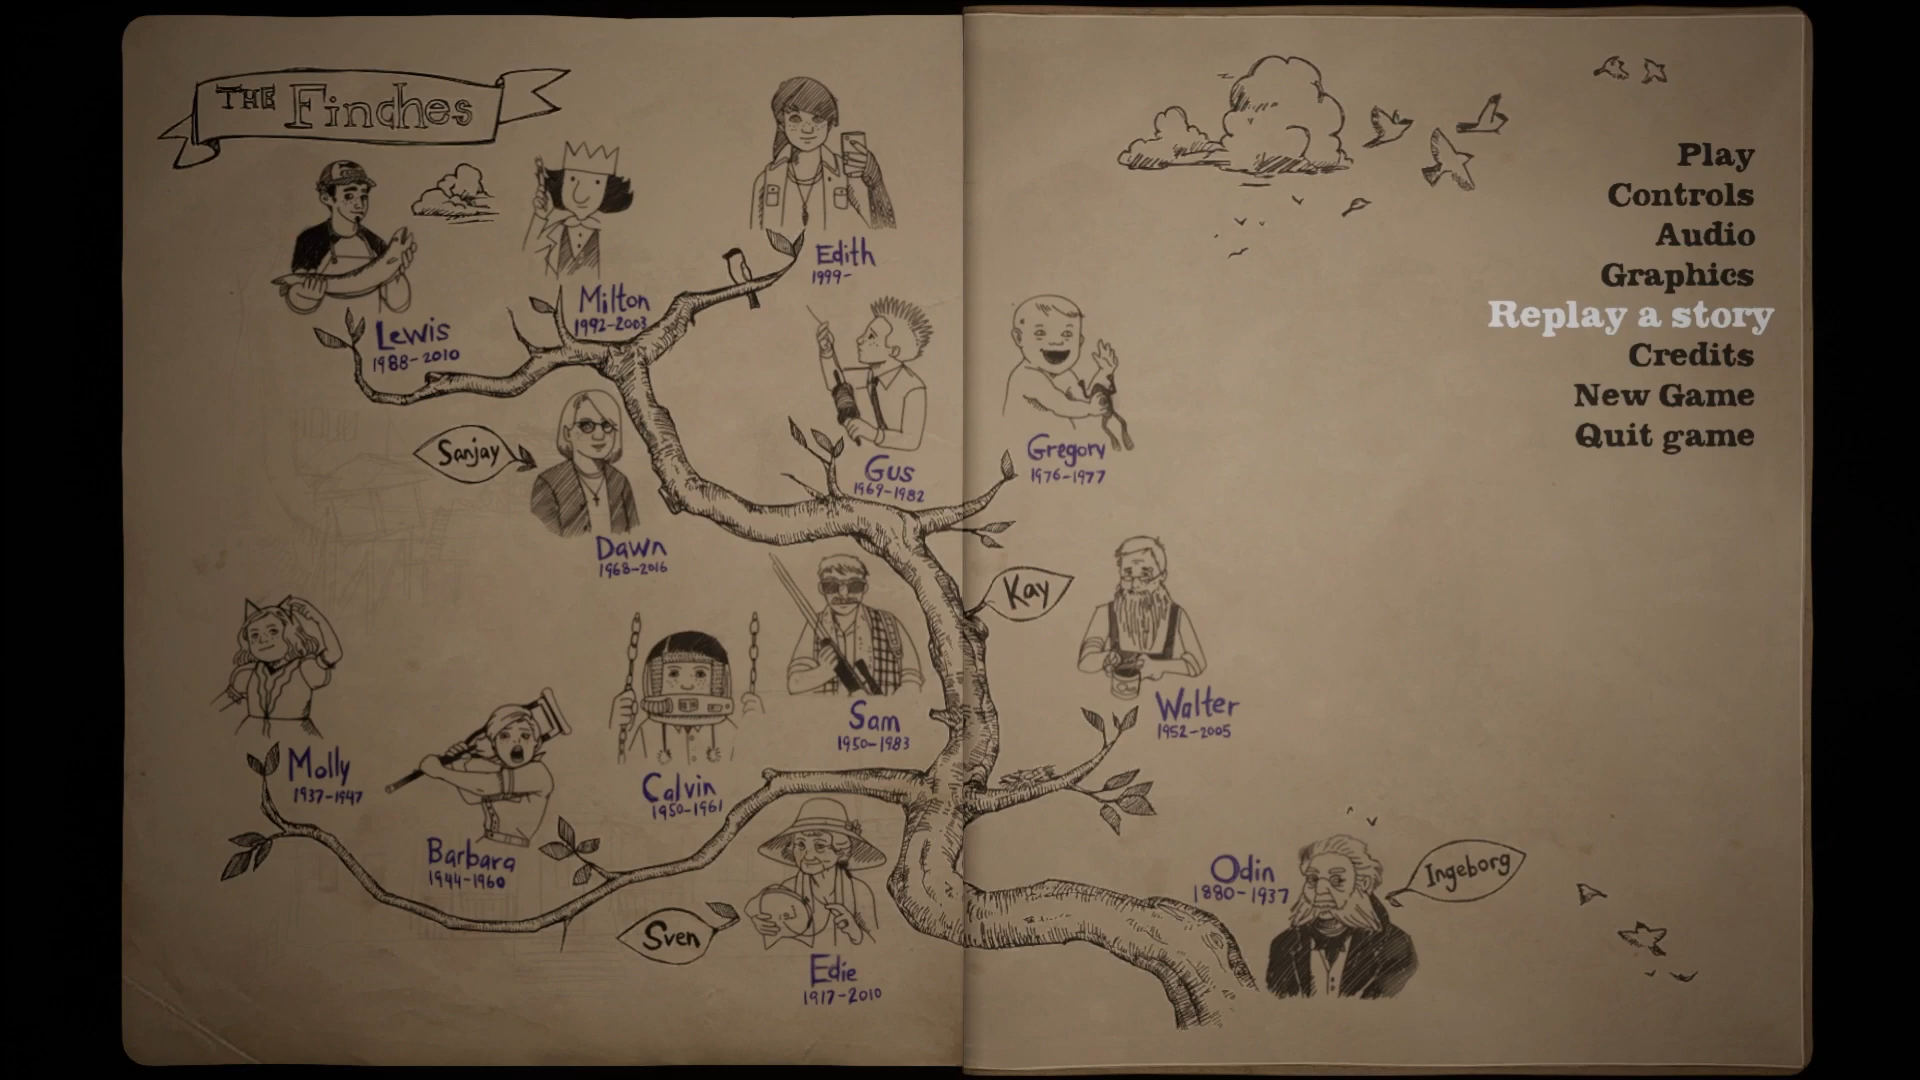 THE Finches
Edith
1999-
Milton
1992-2003
Lewis
1988-2010
Sanjay
Dawn
1968-2016
Gus
1969-1982
Gregory
1976-1977
Kay
Sam
1950-1983
Walter
1952-2005
Molly
1937-1947
Barbara
1944-1960
Calvin
1950-1961
Sven
Edie
1917-2010
Odin
1880-1937
Ingeborg
Play
Controls
Audio
Graphics
Replay a story
Credits
New Game
Quit game